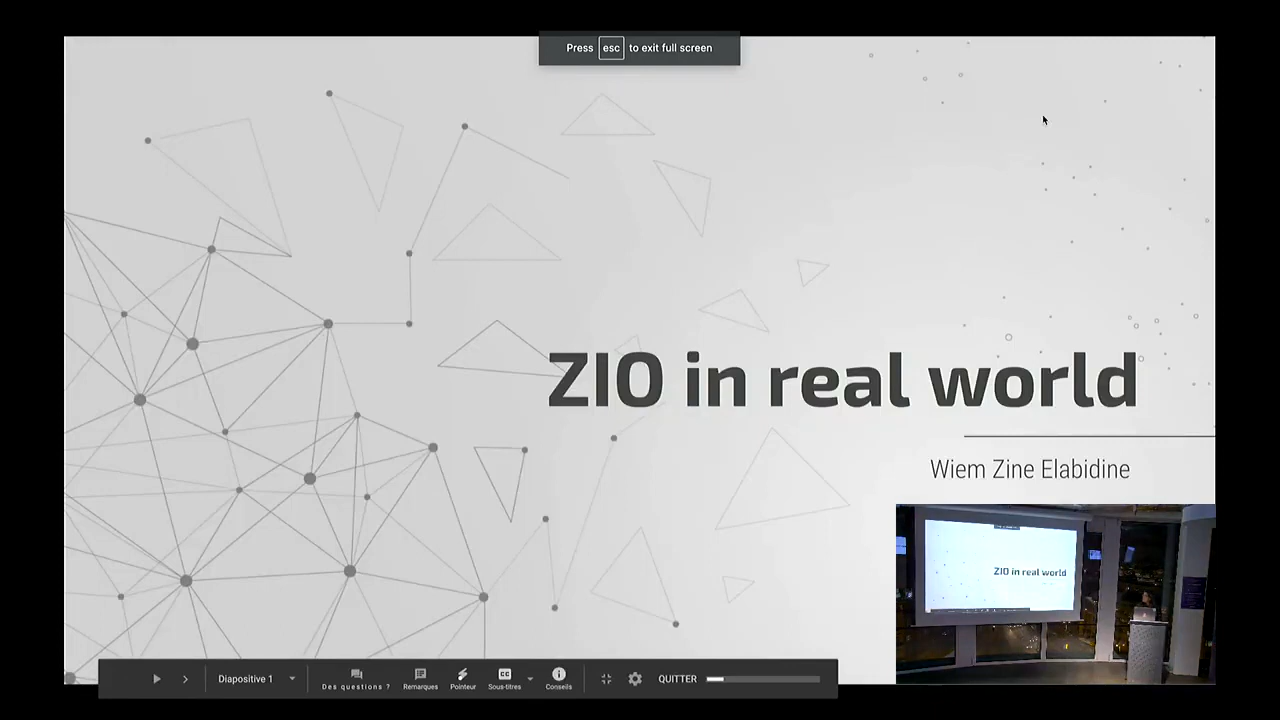 Press esc to exit full screen
ZIO in real world
Wiem Zine Elabidine
ZIO in real world
Diapositive 1
Des questions ?
Remarques
Pointeur
CC
Sous-titres
Conseils
QUITTER